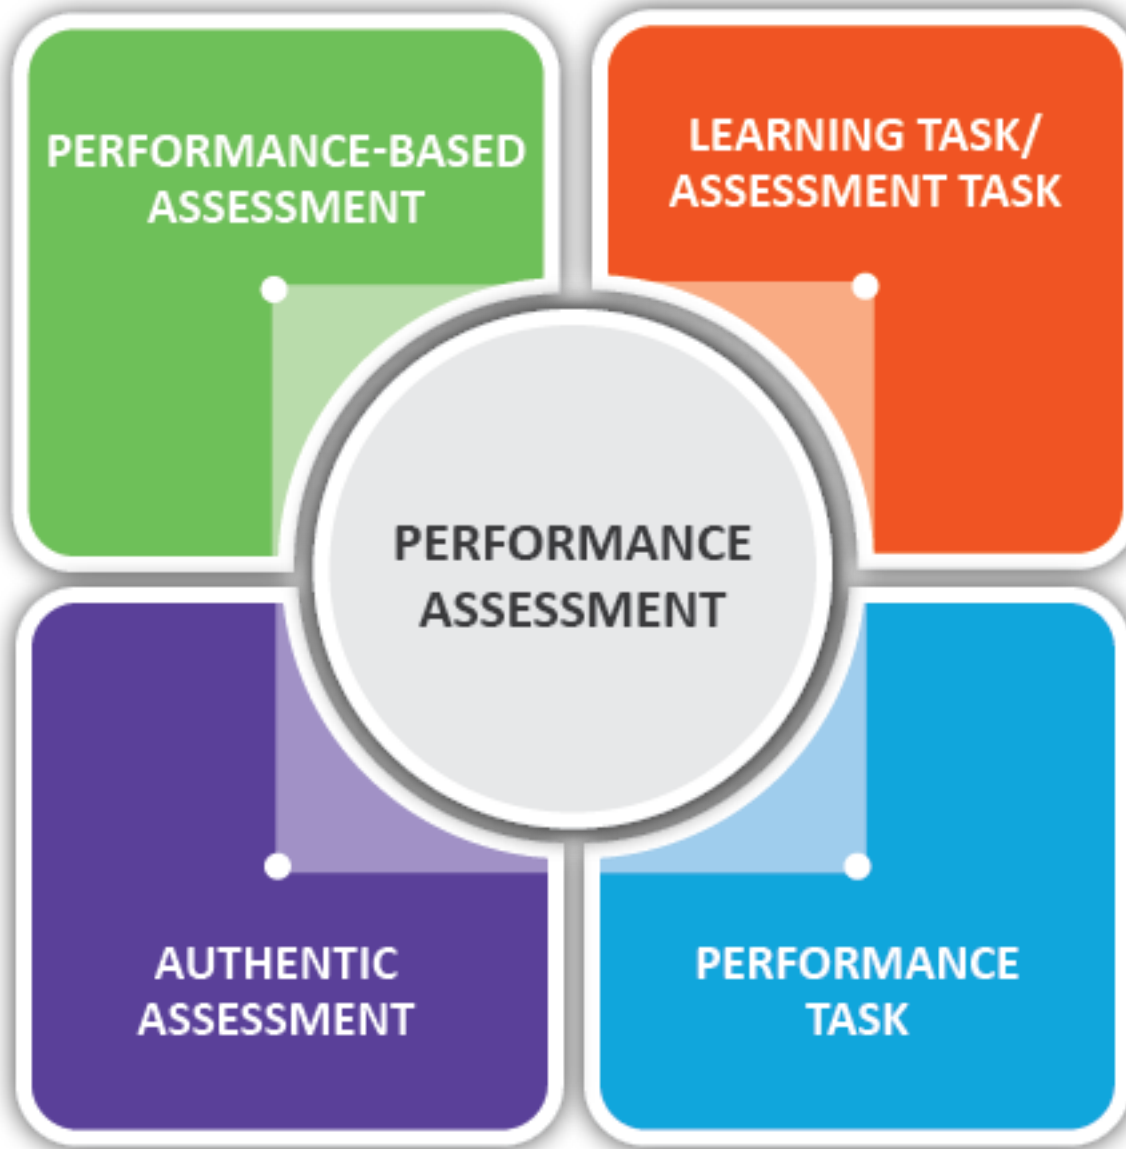 PERFORMANCE-BASED
ASSESSMENT
LEARNING TASK/
ASSESSMENT TASK
PERFORMANCE
ASSESSMENT
AUTHENTIC
ASSESSMENT
PERFORMANCE
TASK